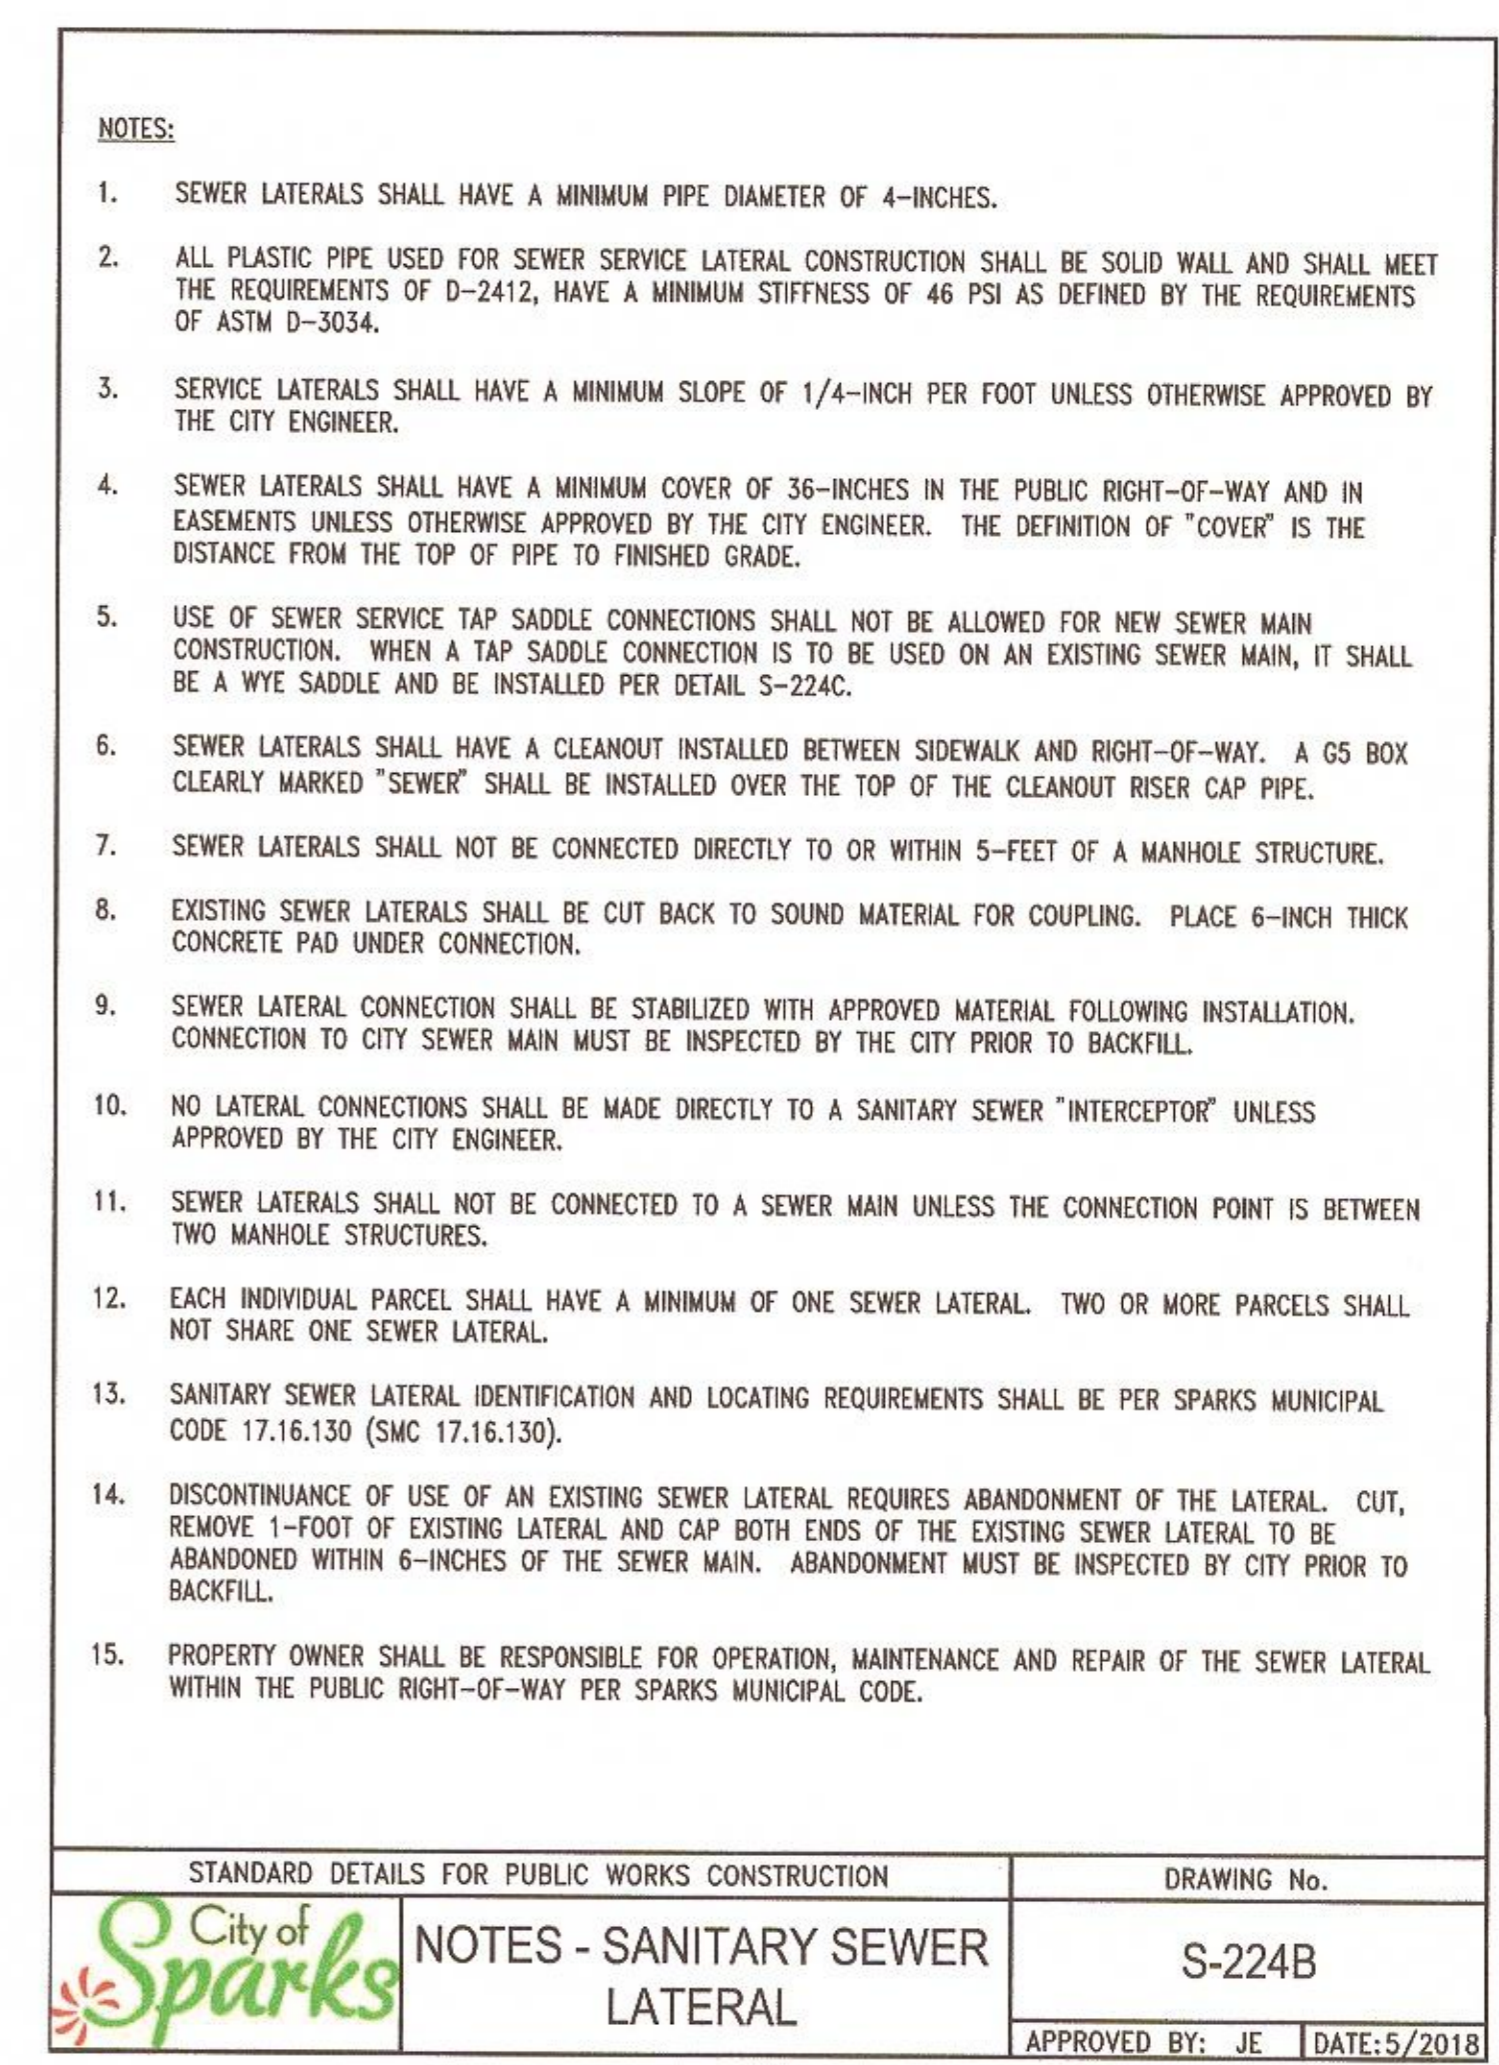 NOTES:
1. SEWER LATERALS SHALL HAVE A MINIMUM PIPE DIAMETER OF 4-INCHES.
2. ALL PLASTIC PIPE USED FOR SEWER SERVICE LATERAL CONSTRUCTION SHALL BE SOLID WALL AND SHALL MEET
THE REQUIREMENTS OF D-2412, HAVE A MINIMUM STIFFNESS OF 46 PSI AS DEFINED BY THE REQUIREMENTS
OF ASTM D-3034.
3. SERVICE LATERALS SHALL HAVE A MINIMUM SLOPE OF 1/4-INCH PER FOOT UNLESS OTHERWISE APPROVED BY
THE CITY ENGINEER.
4. SEWER LATERALS SHALL HAVE A MINIMUM COVER OF 36-INCHES IN THE PUBLIC RIGHT-OF-WAY AND IN
EASEMENTS UNLESS OTHERWISE APPROVED BY THE CITY ENGINEER. THE DEFINITION OF "COVER" IS THE
DISTANCE FROM THE TOP OF PIPE TO FINISHED GRADE.
5. USE OF SEWER SERVICE TAP SADDLE CONNECTIONS SHALL NOT BE ALLOWED FOR NEW SEWER MAIN
CONSTRUCTION. WHEN A TAP SADDLE CONNECTION IS TO BE USED ON AN EXISTING SEWER MAIN, IT SHALL
BE A WYE SADDLE AND BE INSTALLED PER DETAIL S-224C.
6. SEWER LATERALS SHALL HAVE A CLEANOUT INSTALLED BETWEEN SIDEWALK AND RIGHT-OF-WAY. A G5 BOX
CLEARLY MARKED "SEWER" SHALL BE INSTALLED OVER THE TOP OF THE CLEANOUT RISER CAP PIPE.
7. SEWER LATERALS SHALL NOT BE CONNECTED DIRECTLY TO OR WITHIN 5-FEET OF A MANHOLE STRUCTURE.
8. EXISTING SEWER LATERALS SHALL BE CUT BACK TO SOUND MATERIAL FOR COUPLING. PLACE 6-INCH THICK
CONCRETE PAD UNDER CONNECTION.
9. SEWER LATERAL CONNECTION SHALL BE STABILIZED WITH APPROVED MATERIAL FOLLOWING INSTALLATION.
CONNECTION TO CITY SEWER MAIN MUST BE INSPECTED BY THE CITY PRIOR TO BACKFILL.
10. NO LATERAL CONNECTIONS SHALL BE MADE DIRECTLY TO A SANITARY SEWER "INTERCEPTOR" UNLESS
APPROVED BY THE CITY ENGINEER.
11. SEWER LATERALS SHALL NOT BE CONNECTED TO A SEWER MAIN UNLESS THE CONNECTION POINT IS BETWEEN
TWO MANHOLE STRUCTURES.
12. EACH INDIVIDUAL PARCEL SHALL HAVE A MINIMUM OF ONE SEWER LATERAL. TWO OR MORE PARCELS SHALL
NOT SHARE ONE SEWER LATERAL.
13. SANITARY SEWER LATERAL IDENTIFICATION AND LOCATING REQUIREMENTS SHALL BE PER SPARKS MUNICIPAL
CODE 17.16.130 (SMC 17.16.130).
14. DISCONTINUANCE OF USE OF AN EXISTING SEWER LATERAL REQUIRES ABANDONMENT OF THE LATERAL. CUT,
REMOVE 1-FOOT OF EXISTING LATERAL AND CAP BOTH ENDS OF THE EXISTING SEWER LATERAL TO BE
ABANDONED WITHIN 6-INCHES OF THE SEWER MAIN. ABANDONMENT MUST BE INSPECTED BY CITY PRIOR TO
BACKFILL.
15. PROPERTY OWNER SHALL BE RESPONSIBLE FOR OPERATION, MAINTENANCE AND REPAIR OF THE SEWER LATERAL
WITHIN THE PUBLIC RIGHT-OF-WAY PER SPARKS MUNICIPAL CODE.
STANDARD DETAILS FOR PUBLIC WORKS CONSTRUCTION
City of
Sparks
NOTES - SANITARY SEWER
LATERAL
DRAWING No.
S-224B
APPROVED BY: JE
DATE:5/2018